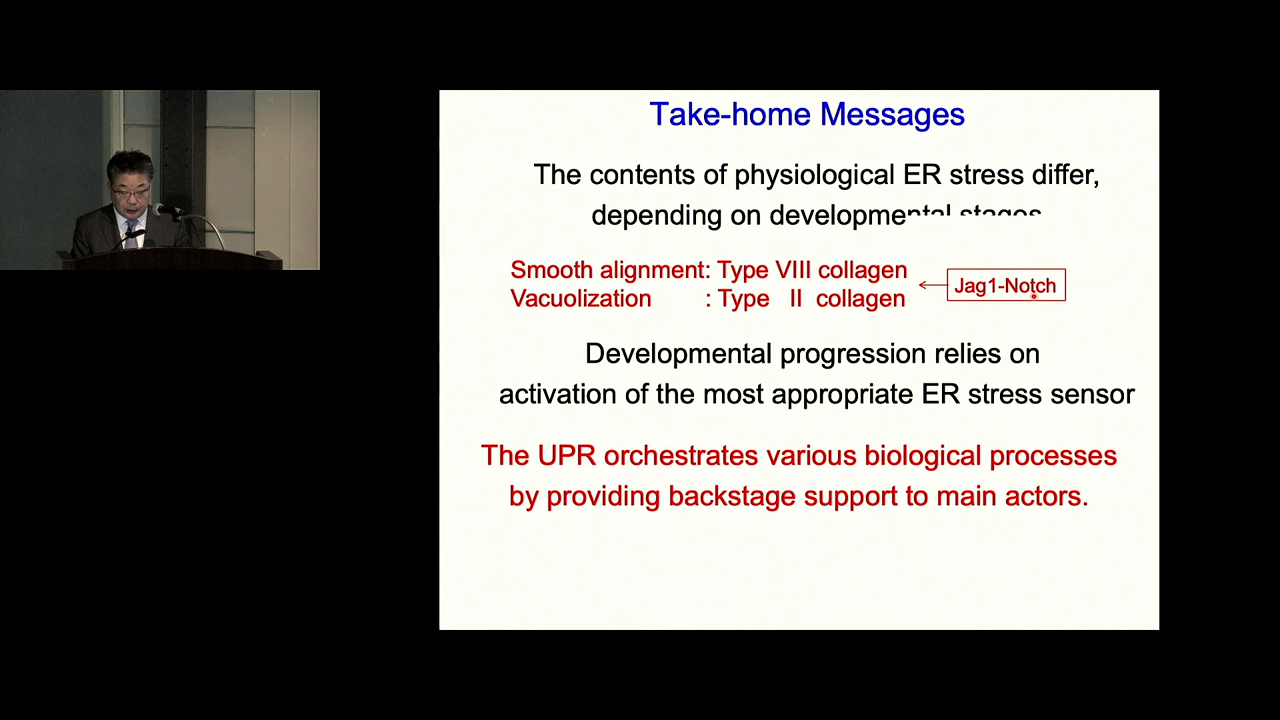 Take-home Messages
The contents of physiological ER stress differ,
depending on developmental stages
Smooth alignment: Type VIII collagen
Vacuolization : Type II collagen
Jag1-Notch
Developmental progression relies on
activation of the most appropriate ER stress sensor
The UPR orchestrates various biological processes
by providing backstage support to main actors.